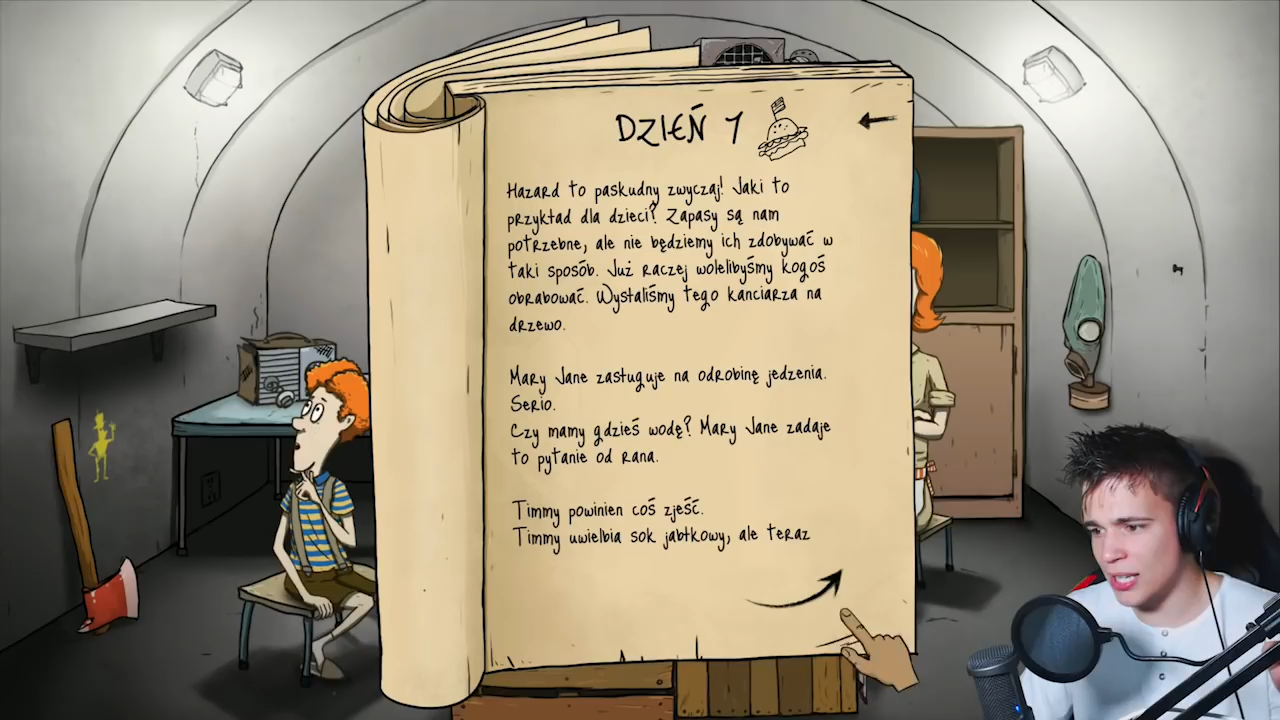 DZIEŃ 7
Hazard to paskudny zwyczaj! Jaki to
przykład dla dzieci? Zapasy są nam
potrzebne, ale nie będziemy ich zdobywać w
taki sposób. Już raczej wolelibyśmy kogoś
obrabować. Wysłaliśmy tego kanciarza na
drzewo.
Mary Jane zasługuje na odrobinę jedzenia.
Serio.
Czy mamy gdzieś wodę? Mary Jane zadaje
to pytanie od rana.
Timmy powinien coś zjeść.
Timmy uwielbia sok jabłkowy, ale teraz